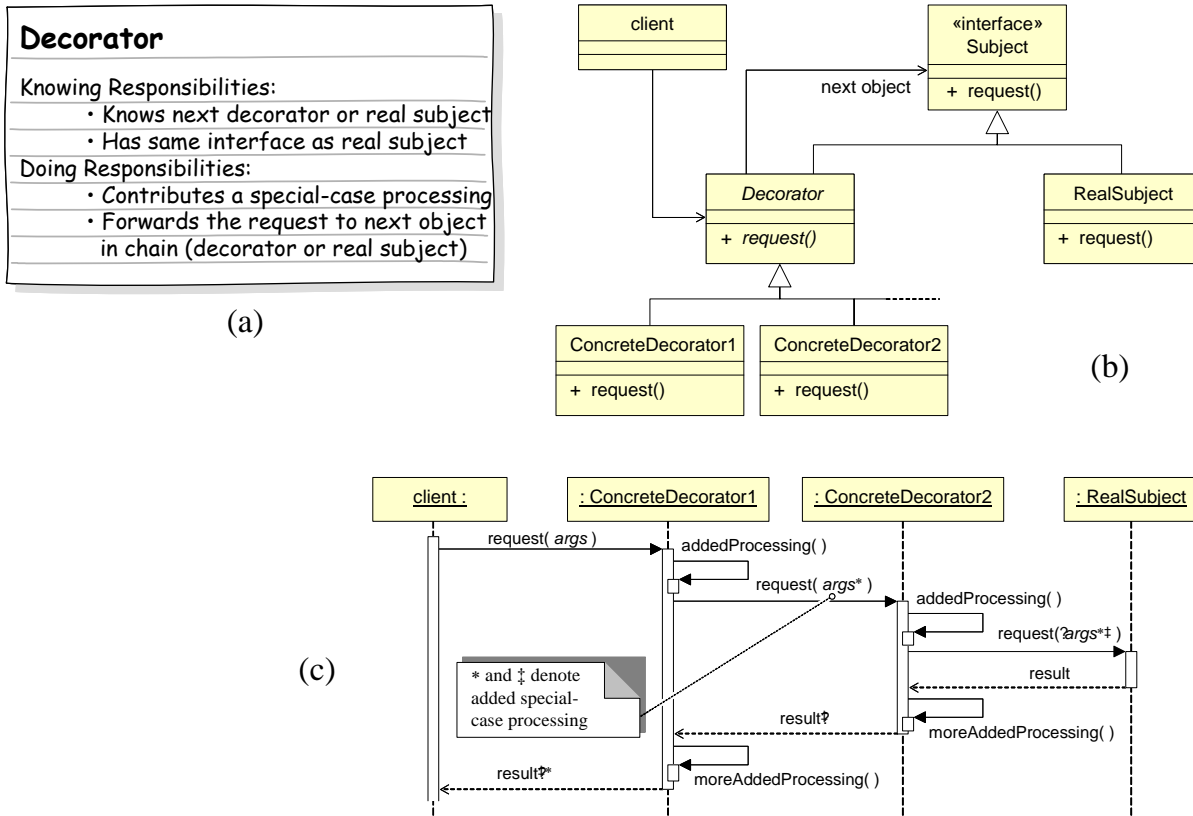 Decorator
Knowing Responsibilities:
• Knows next decorator or real subject
• Has same interface as real subject
Doing Responsibilities:
• Contributes a special-case processing
• Forwards the request to next object
in chain (decorator or real subject)
(a)
client
«interface»
Subject
+ request()
next object
Decorator
+ request()
RealSubject
+ request()
ConcreteDecorator1
+ request()
ConcreteDecorator2
+ request()
(b)
client :
: ConcreteDecorator1
: ConcreteDecorator2
: RealSubject
request( args )
addedProcessing( )
request( args* )
addedProcessing( )
request(?args*‡ )
result
moreAddedProcessing( )
result‡
moreAddedProcessing( )
result‡*
* and ‡ denote
added special-
case processing
(c)